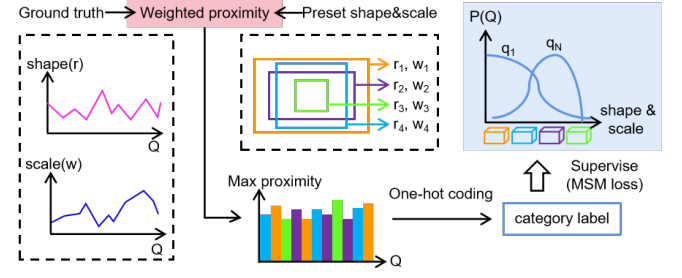 Ground truth
Weighted proximity
Preset shape&scale
shape(r)
Q
scale(w)
Q
r1, w1
r2, w2
r3, w3
r4, w4
P(Q)
q1
qN
shape &
scale
Max proximity
Q
One-hot coding
category label
Supervise
(MSM loss)